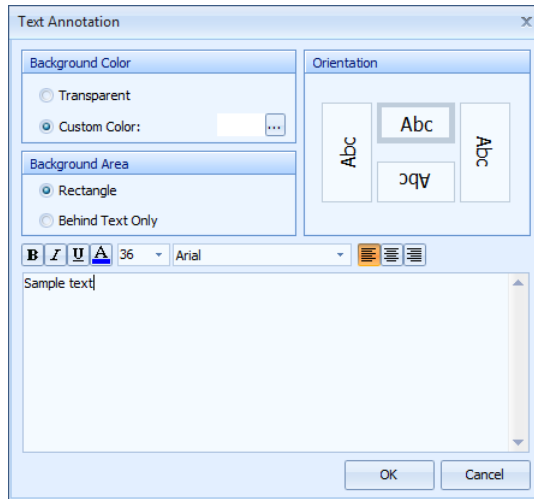 Text Annotation x
Background Color
Transparent
Custom Color: ...
Background Area
Rectangle
Behind Text Only
Orientation
Abc
Abc
Abc
Abc
B I U A 36 Arial
Sample text
OK Cancel